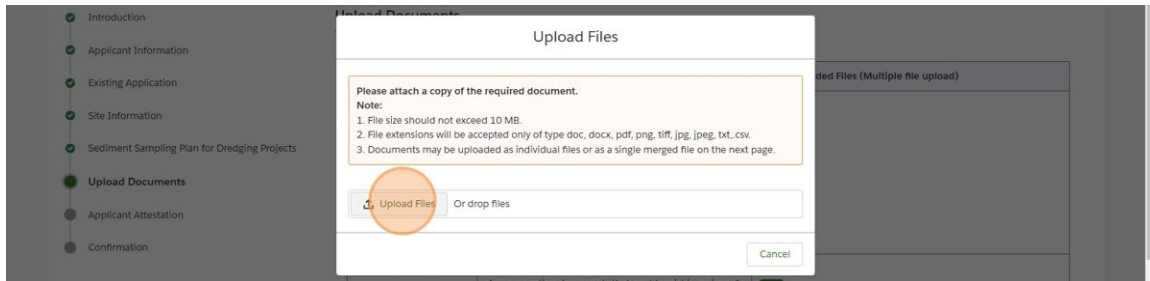 Introduction
Applicant Information
Existing Application
Site Information
Sediment Sampling Plan for Dredging Projects
Upload Documents
Applicant Attestation
Confirmation
Upload Documents
ded Files (Multiple file upload)
Upload Files
Please attach a copy of the required document.
Note:
1. File size should not exceed 10 MB.
2. File extensions will be accepted only of type doc, docx, pdf, png, tiff, jpg, jpeg, txt,.csv.
3. Documents may be uploaded as individual files or as a single merged file on the next page.
Upload Files Or drop files
Cancel